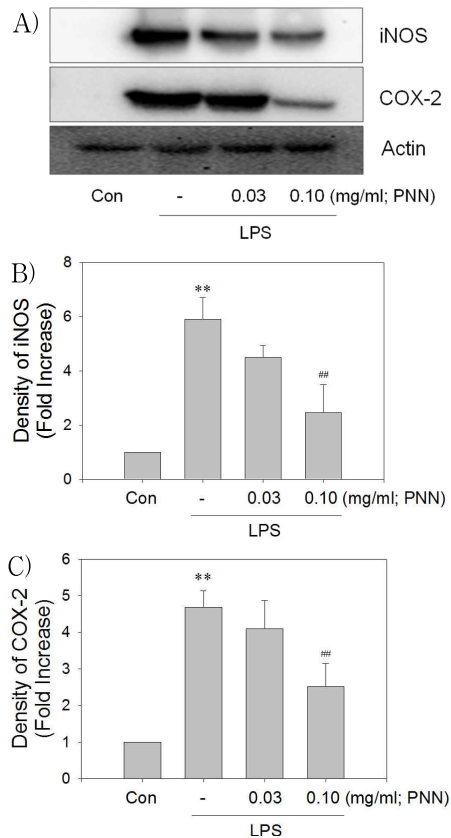 A)
iNOS
COX-2
Actin
Con - 0.03 0.10 (mg/ml; PNN)
LPS
B)
Density of iNOS
(Fold Increase)
8
6
4
2
0
**
##
Con - 0.03 0.10 (mg/ml; PNN)
LPS
C)
Density of COX-2
(Fold Increase)
6
5
4
3
2
1
0
**
##
Con - 0.03 0.10 (mg/ml; PNN)
LPS